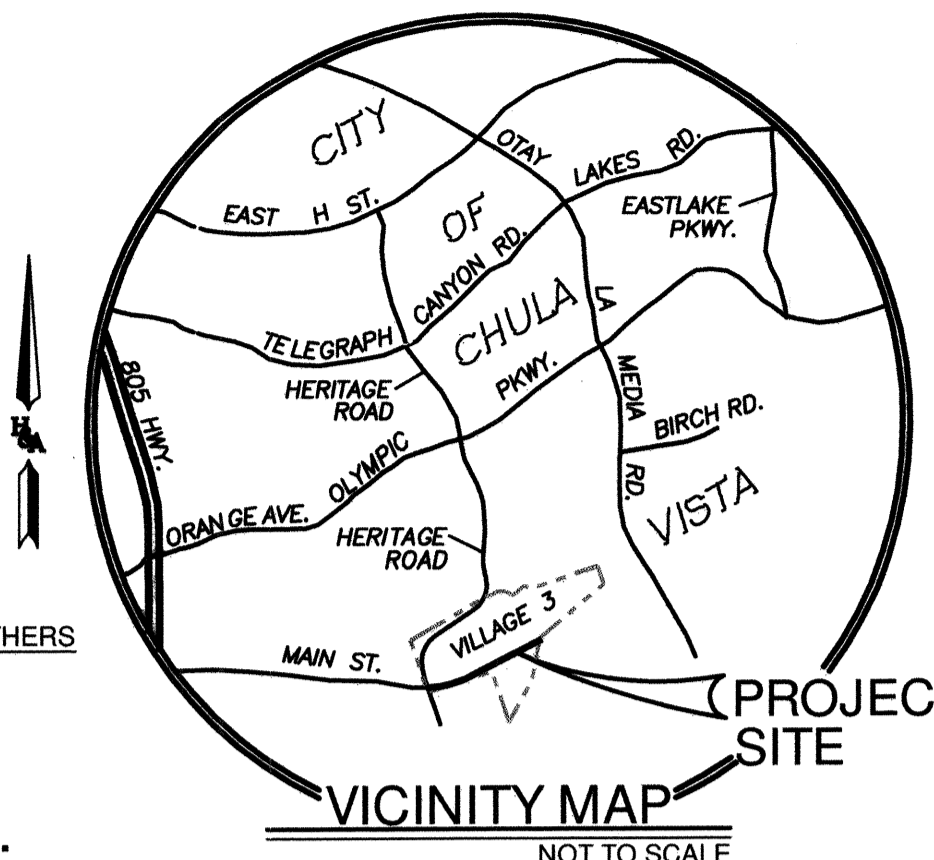 CITY
OF
CHULA
VISTA
OTAY
LAKES RD.
EAST H ST.
EASTLAKE
PKWY.
TELEGRAPH CANYON RD.
LA
MEDIA
RD.
805 HWY.
HERITAGE
ROAD
ORANGE AVE.
OLYMPIC
PKWY.
BIRCH RD.
H&A
HERITAGE
ROAD
VILLAGE 3
THERS
MAIN ST.
PROJEC
SITE
VICINITY MAP
NOT TO SCALE